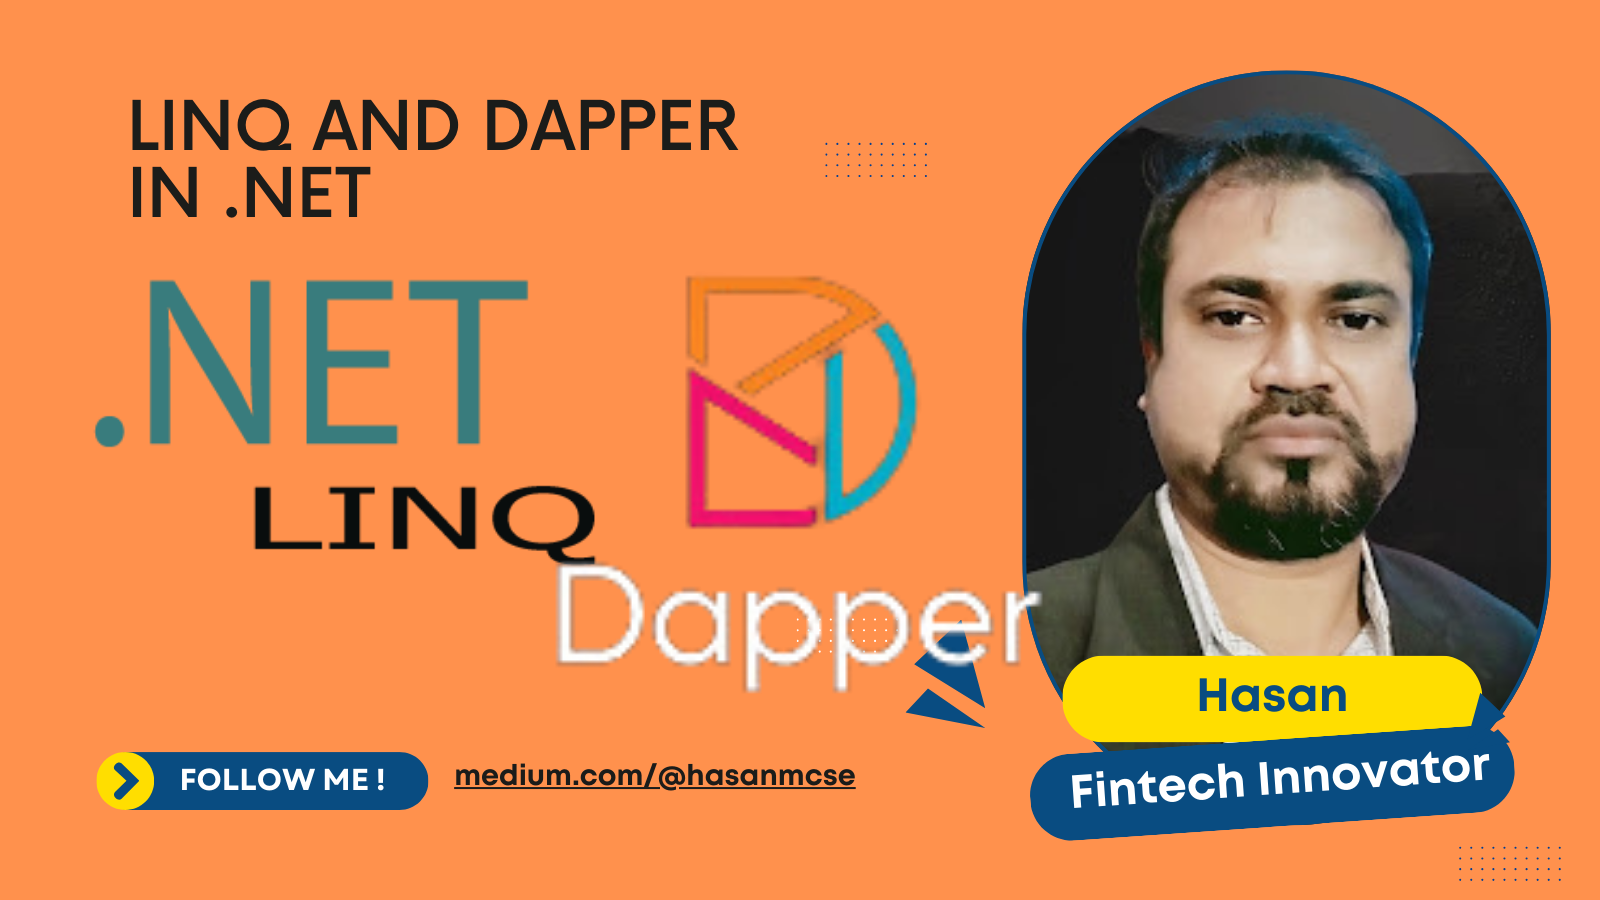 LINQ AND DAPPER
IN .NET
.NET
LINQ
Dapper
Hasan
Fintech Innovator
FOLLOW ME !
medium.com/@hasanmcse